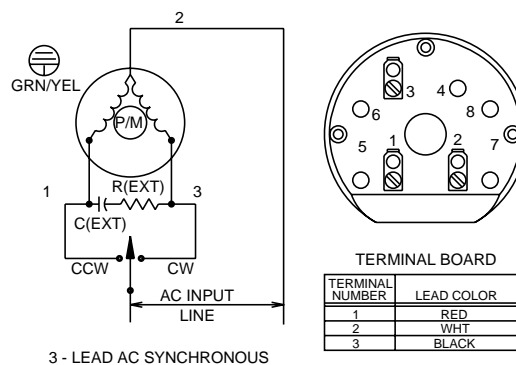 2
GRN/YEL
P/M
1
R(EXT)
3
C(EXT)
CCW
CW
AC INPUT
LINE
3 - LEAD AC SYNCHRONOUS
3
4
6
8
5
1
2
7
TERMINAL BOARD
TERMINAL NUMBER LEAD COLOR
1 RED
2 WHT
3 BLACK